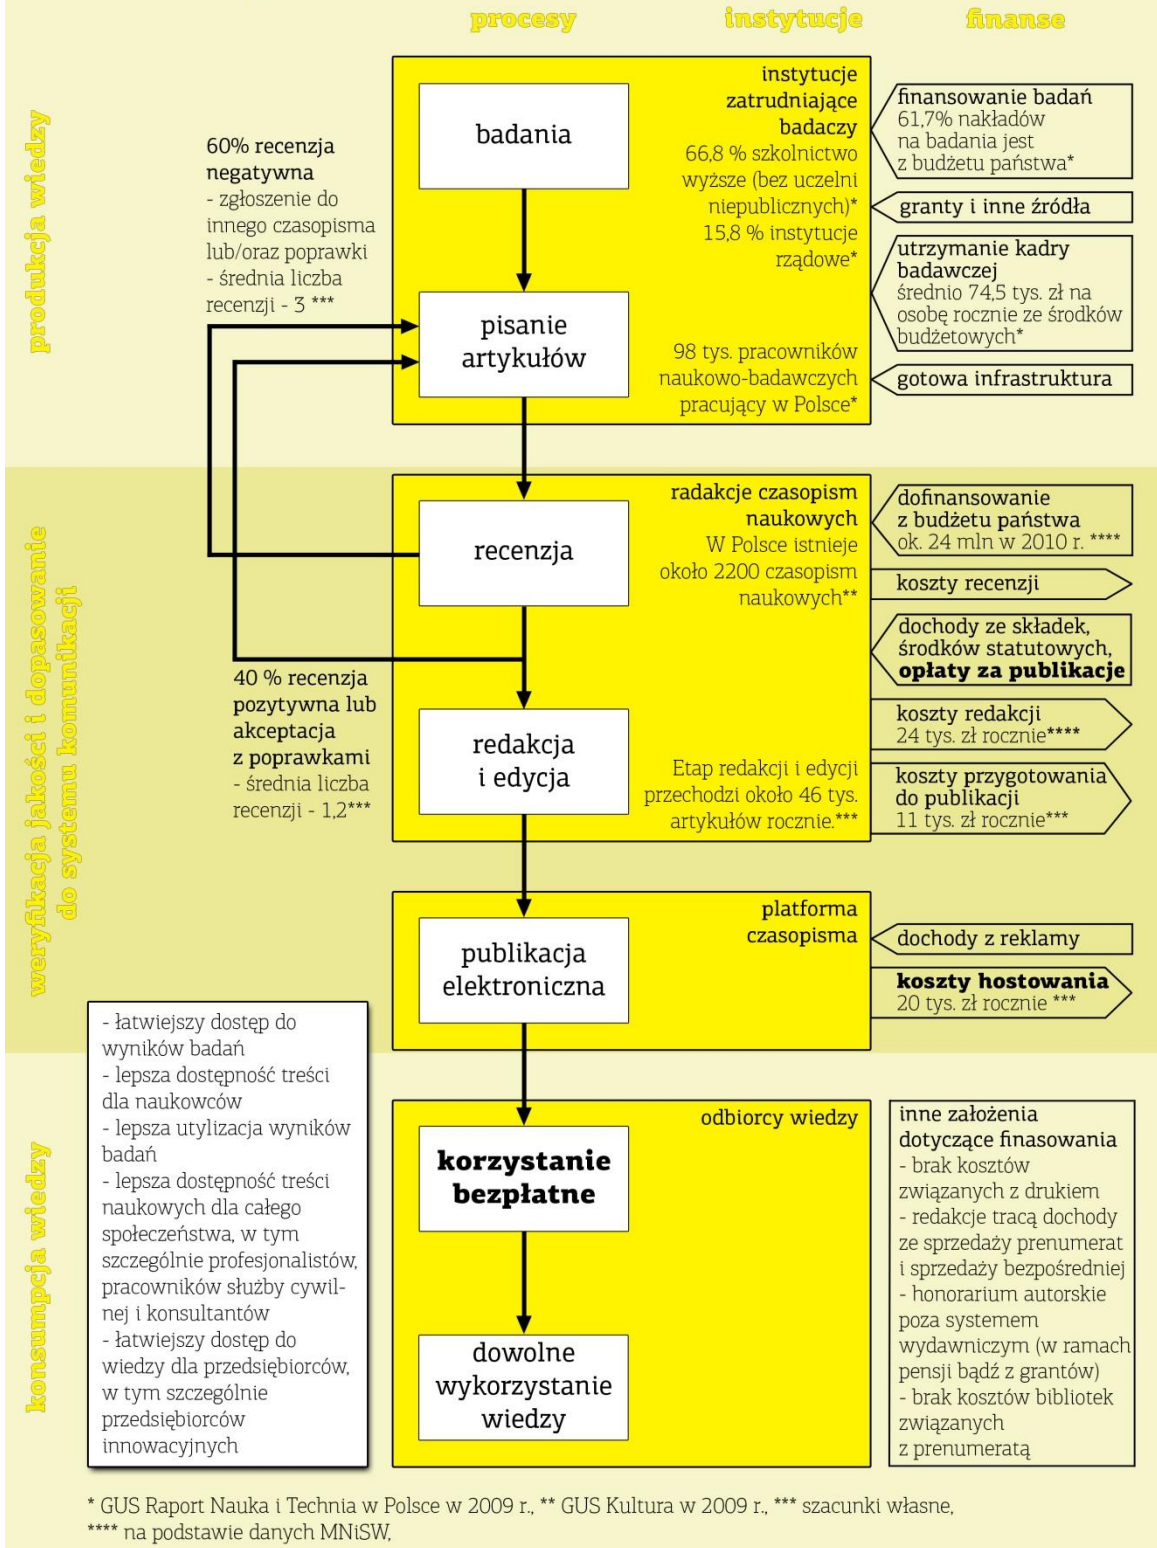 procesy
instytucje
finanse
produkcja wiedzy
60% recenzja
negatywna
- zgłoszenie do
innego czasopisma
lub/oraz poprawki
- średnia liczba
recenzji - 3 ***
badania
pisanie
artykułów
instytucje
zatrudniające
badaczy
66,8 % szkolnictwo
wyższe (bez uczelni
niepublicznych)*
15,8 % instytucje
rządowe*
98 tys. pracowników
naukowo-badawczych
pracujący w Polsce*
finansowanie badań
61,7% nakładów
na badania jest
z budżetu państwa*
granty i inne źródła
utrzymanie kadry
badawczej
średnio 74,5 tys. zł na
osobę rocznie ze środków
budżetowych*
gotowa infrastruktura
weryfikacja jakości i dopasowanie
do systemu komunikacji
40 % recenzja
pozytywna lub
akceptacja
z poprawkami
- średnia liczba
recenzji - 1,2***
recenzja
redakcja
i edycja
radakcje czasopism
naukowych
W Polsce istnieje
około 2200 czasopism
naukowych**
Etap redakcji i edycji
przechodzi około 46 tys.
artykułów rocznie.***
dofinansowanie
z budżetu państwa
ok. 24 mln w 2010 r. ****
koszty recenzji
dochody ze składek,
środków statutowych,
opłaty za publikacje
koszty redakcji
24 tys. zł rocznie****
koszty przygotowania
do publikacji
11 tys. zł rocznie***
publikacja
elektroniczna
platforma
czasopisma
dochody z reklamy
koszty hostowania
20 tys. zł rocznie ***
konsumpcja wiedzy
- łatwiejszy dostęp do
wyników badań
- lepsza dostępność treści
dla naukowców
- lepsza utylizacja wyników
badań
- lepsza dostępność treści
naukowych dla całego
społeczeństwa, w tym
szczególnie profesjonalistów,
pracowników służby cywil-
nej i konsultantów
- łatwiejszy dostęp do
wiedzy dla przedsiębiorców,
w tym szczególnie
przedsiębiorców
innowacyjnych
korzystanie
bezpłatne
dowolne
wykorzystanie
wiedzy
odbiorcy wiedzy
inne założenia
dotyczące finasowania
- brak kosztów
związanych z drukiem
- redakcje tracą dochody
ze sprzedaży prenumerat
i sprzedaży bezpośredniej
- honorarium autorskie
poza systemem
wydawniczym (w ramach
pensji bądź z grantów)
- brak kosztów bibliotek
związanych
z prenumeratą
* GUS Raport Nauka i Technia w Polsce w 2009 r., ** GUS Kultura w 2009 r., *** szacunki własne,
**** na podstawie danych MNiSW,